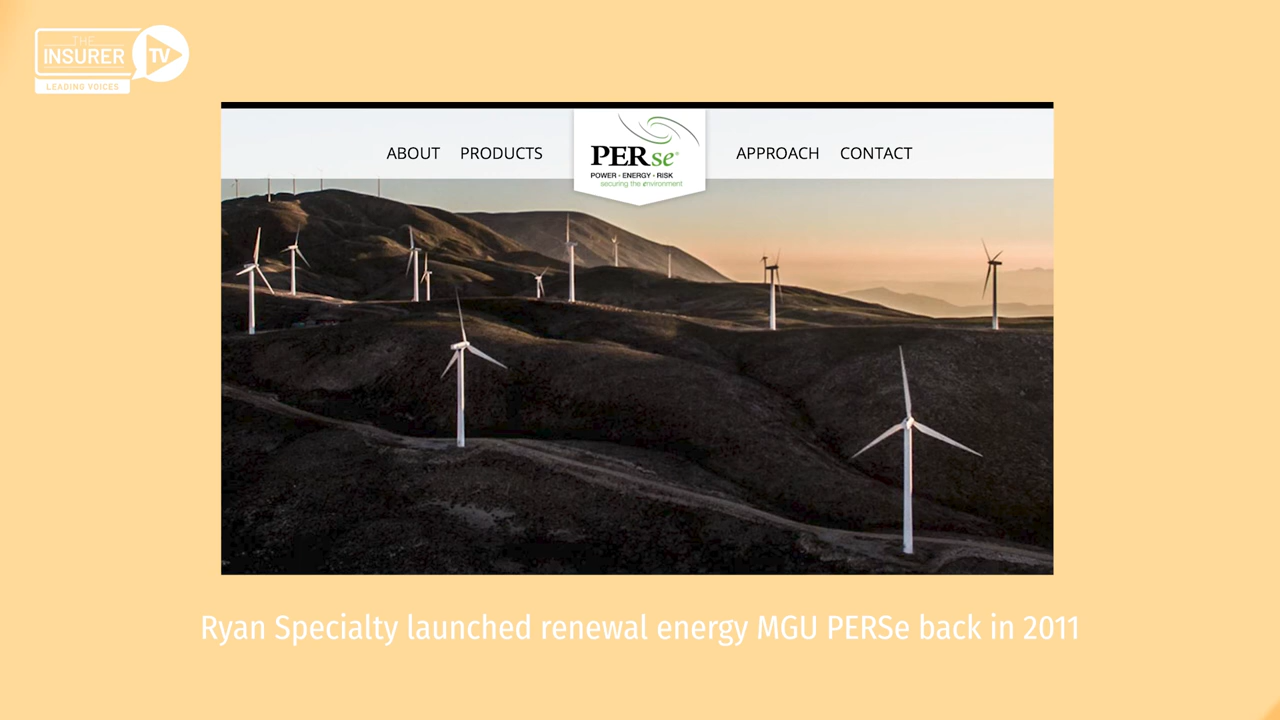 THE
INSURER
TV
LEADING VOICES
ABOUT PRODUCTS
APPROACH CONTACT
PERse®
POWER · ENERGY · RISK
securing the environment
Ryan Specialty launched renewal energy MGU PERSe back in 2011